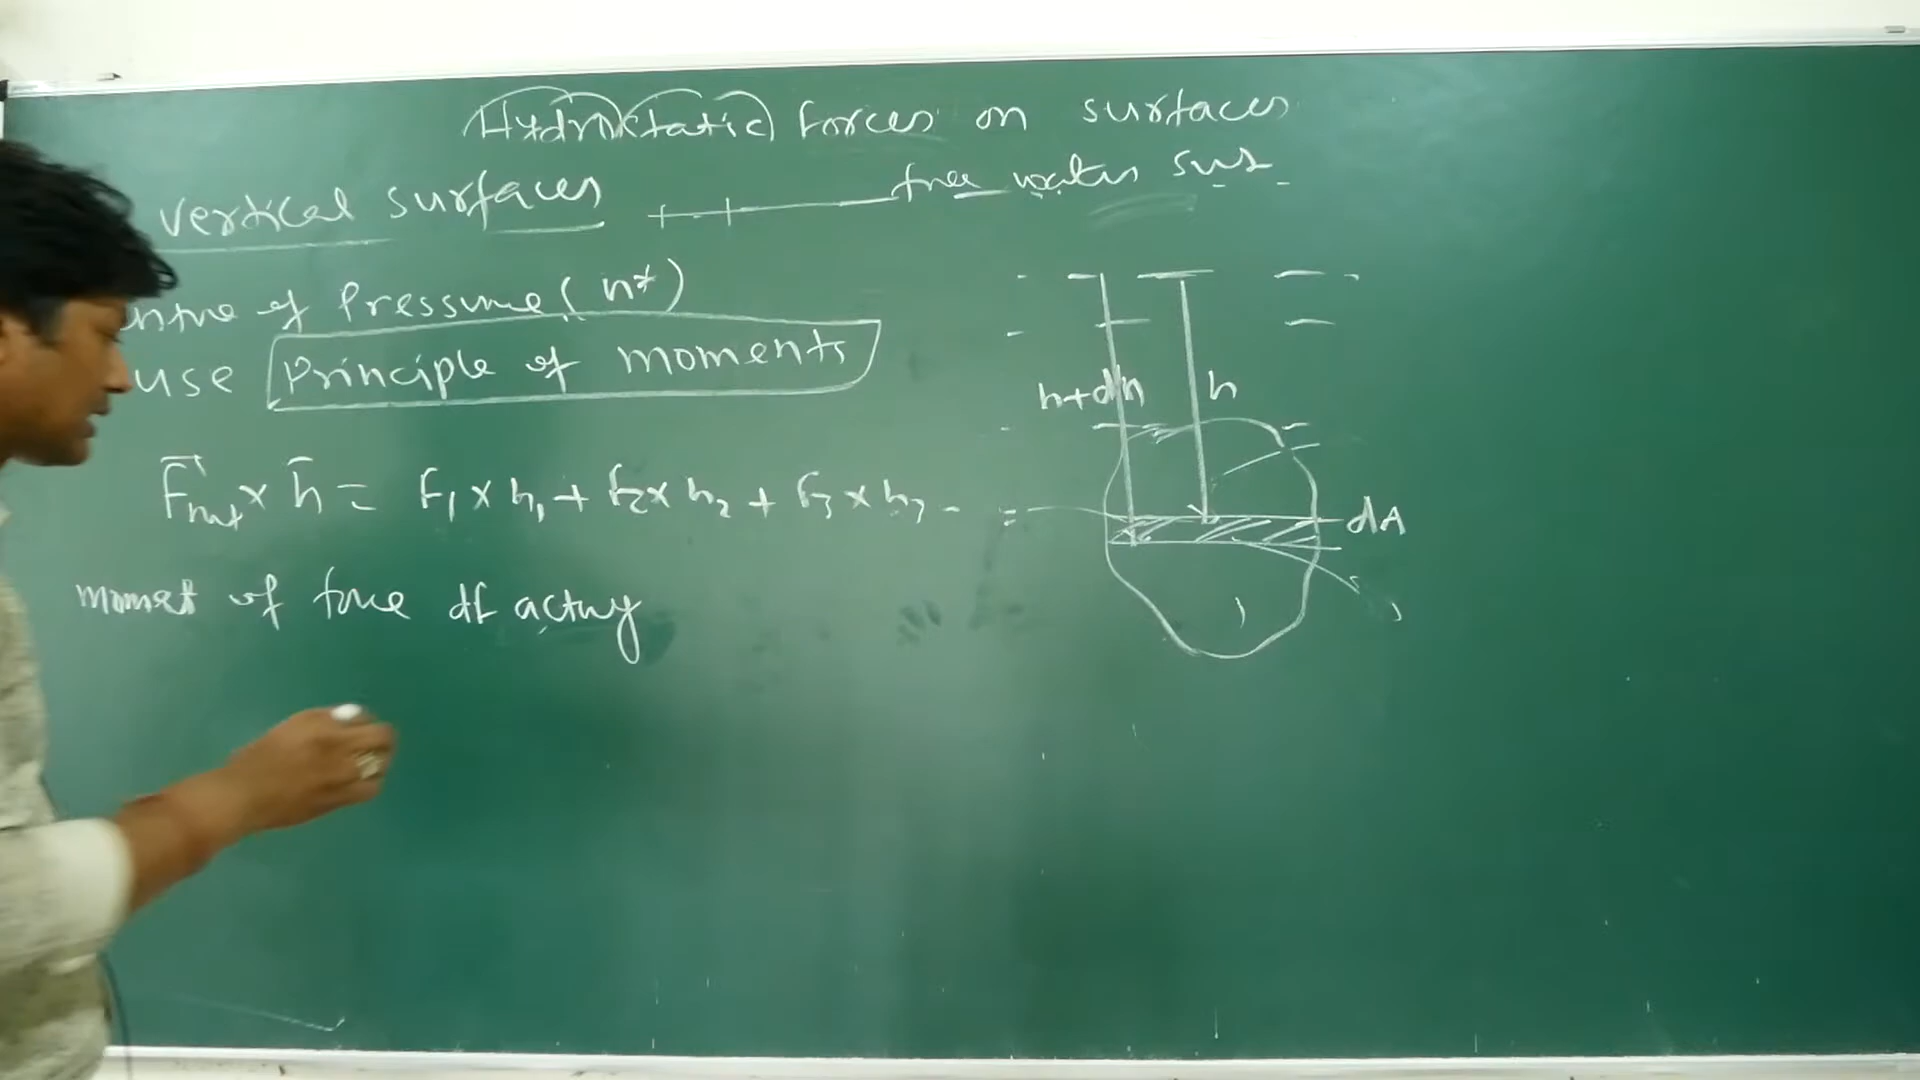 Hydrostatic Forces on surfaces
Vertical surfaces
free water sur
ntre of Pressure (h*)
use Principle of moments
F̄net × h̄ = F1 × h1 + F2 × h2 + F3 × h3 - =
moment of force dF acting
h+dh
h
dA